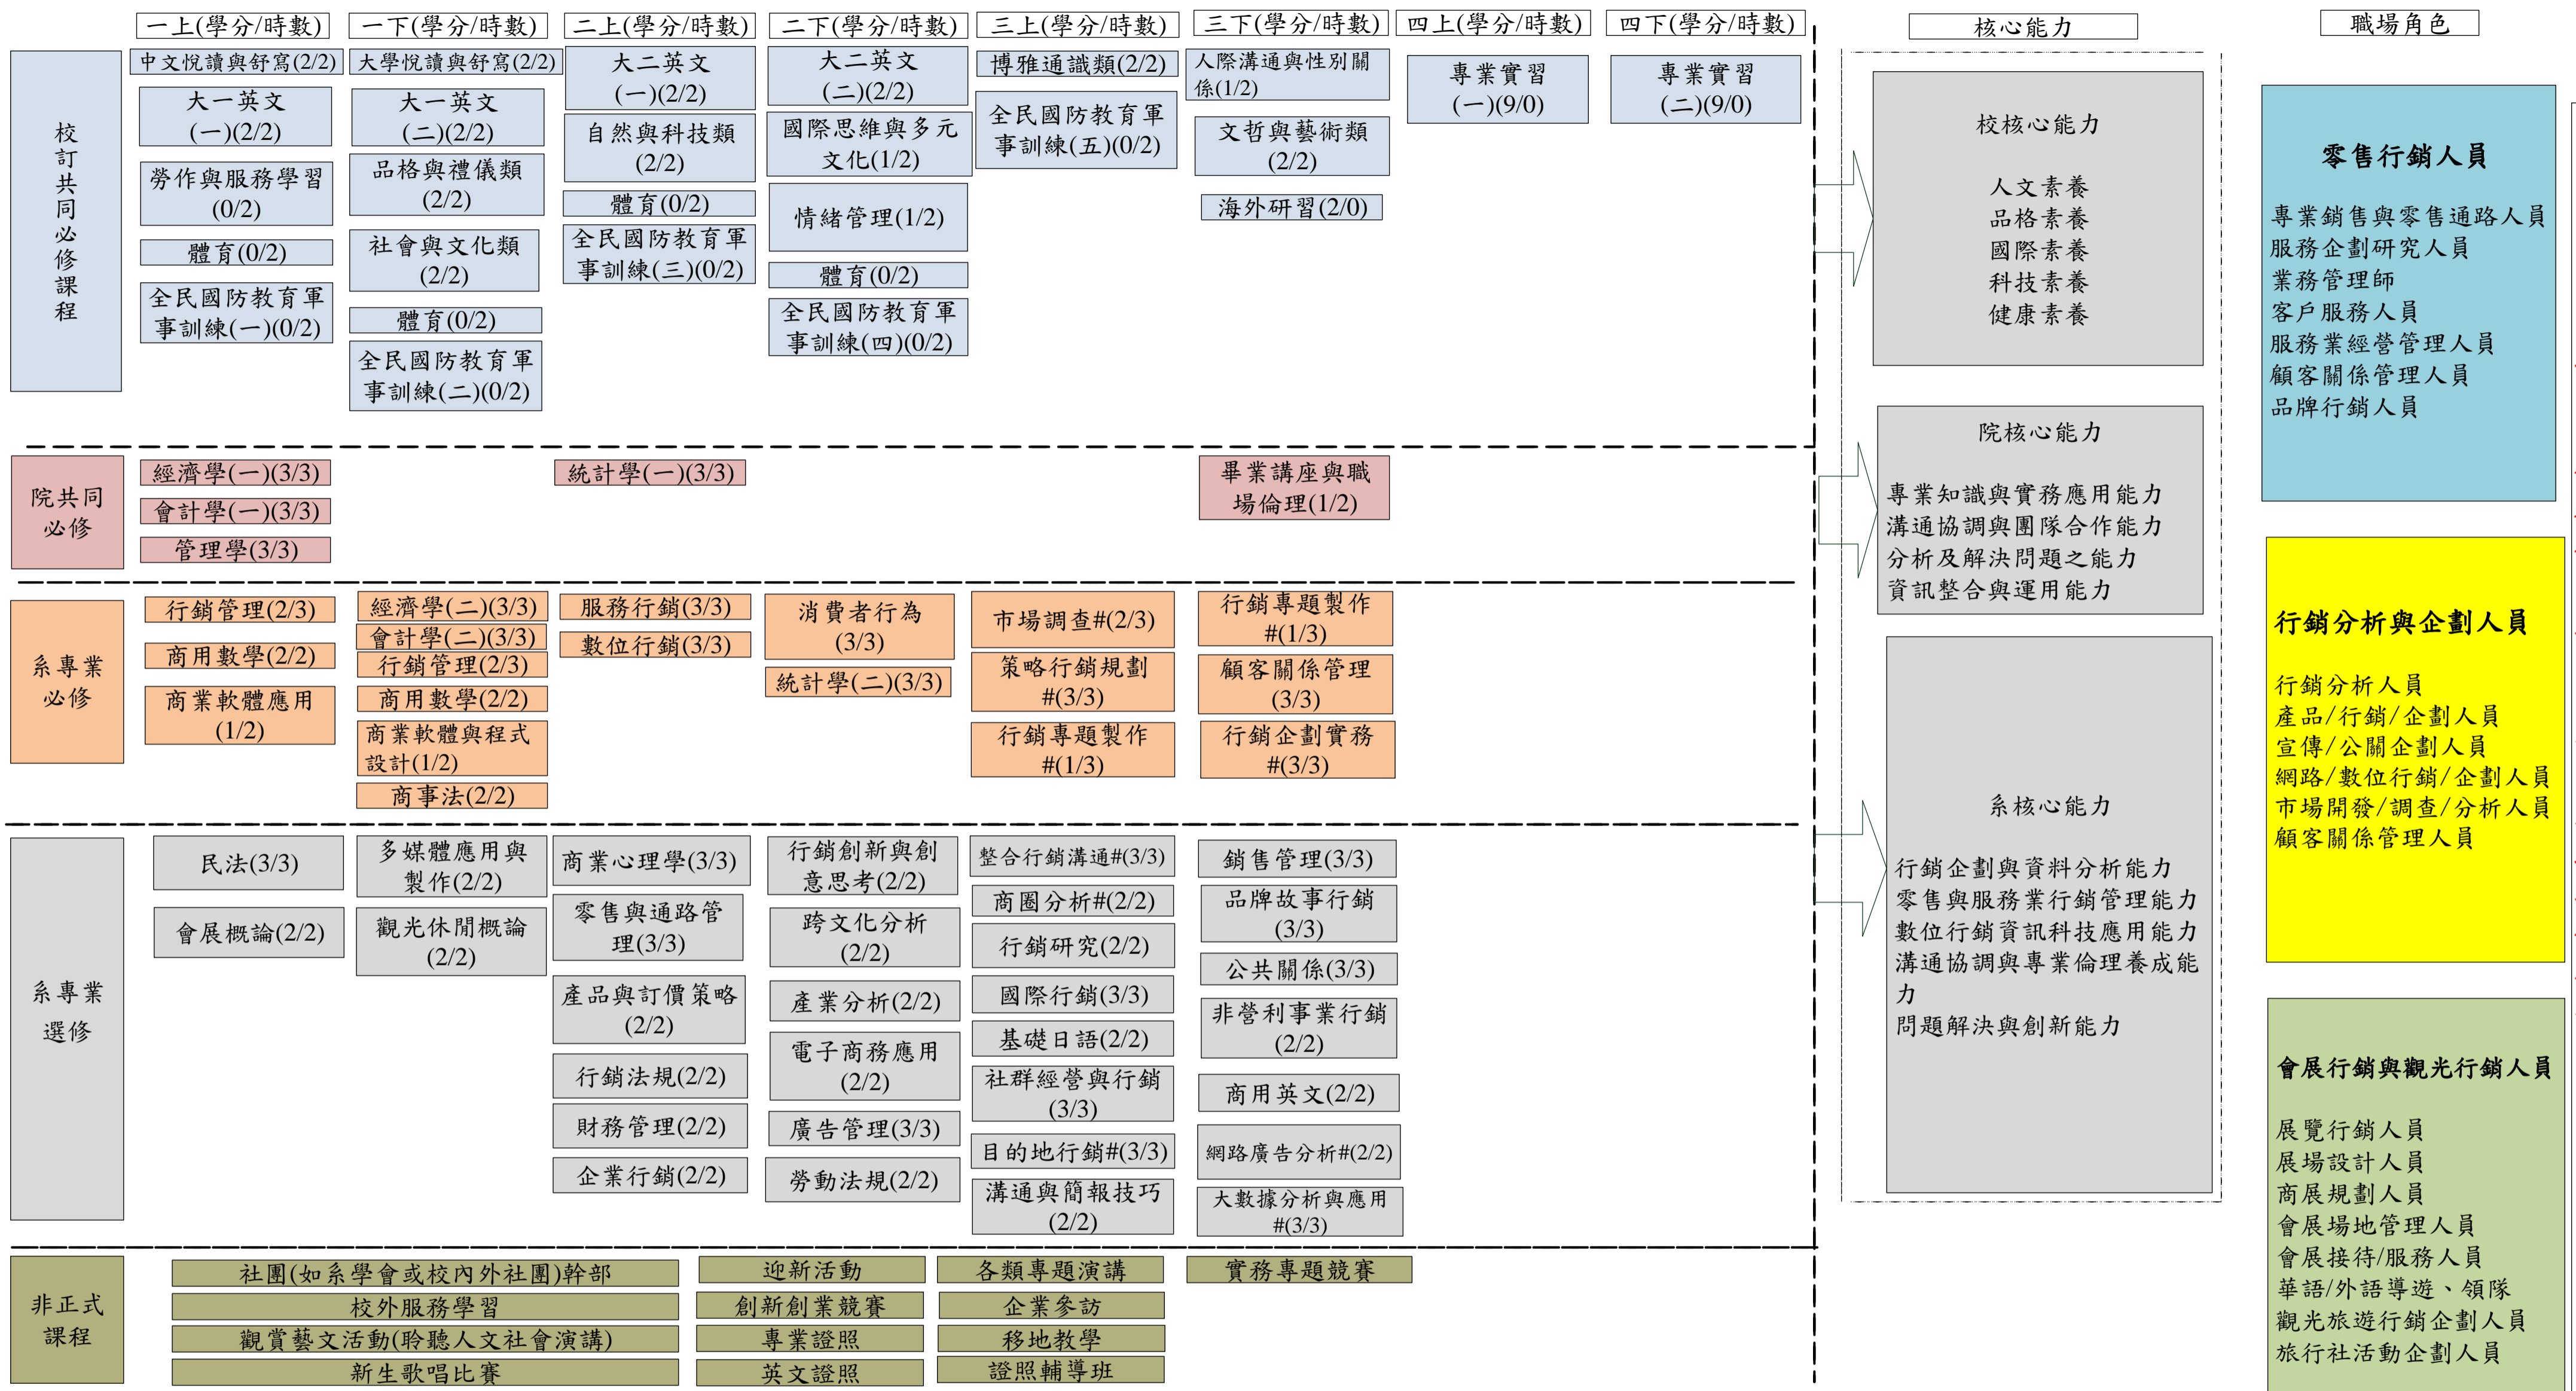 一上(學分/時數)
一下(學分/時數)
二上(學分/時數)
二下(學分/時數)
三上(學分/時數)
三下(學分/時數)
四上(學分/時數)
四下(學分/時數)
核心能力
職場角色
校訂共同必修課程
中文悅讀與舒寫(2/2)
大一英文
(一)(2/2)
勞作與服務學習
(0/2)
體育(0/2)
全民國防教育軍
事訓練(一)(0/2)
大學悅讀與舒寫(2/2)
大一英文
(二)(2/2)
品格與禮儀類
(2/2)
社會與文化類
(2/2)
體育(0/2)
全民國防教育軍
事訓練(二)(0/2)
大二英文
(一)(2/2)
自然與科技類
(2/2)
體育(0/2)
全民國防教育軍
事訓練(三)(0/2)
大二英文
(二)(2/2)
國際思維與多元
文化(1/2)
情緒管理(1/2)
體育(0/2)
全民國防教育軍
事訓練(四)(0/2)
博雅通識類(2/2)
全民國防教育軍
事訓練(五)(0/2)
人際溝通與性別關
係(1/2)
文哲與藝術類
(2/2)
海外研習(2/0)
專業實習
(一)(9/0)
專業實習
(二)(9/0)
院共同
必修
經濟學(一)(3/3)
會計學(一)(3/3)
管理學(3/3)
統計學(一)(3/3)
畢業講座與職
場倫理(1/2)
系專業
必修
行銷管理(2/3)
商用數學(2/2)
商業軟體應用
(1/2)
經濟學(二)(3/3)
會計學(二)(3/3)
行銷管理(2/3)
商用數學(2/2)
商業軟體與程式
設計(1/2)
商事法(2/2)
服務行銷(3/3)
數位行銷(3/3)
消費者行為
(3/3)
統計學(二)(3/3)
市場調查#(2/3)
策略行銷規劃
#(3/3)
行銷專題製作
#(1/3)
行銷專題製作
#(1/3)
顧客關係管理
(3/3)
行銷企劃實務
#(3/3)
系專業
選修
民法(3/3)
會展概論(2/2)
多媒體應用與
製作(2/2)
觀光休閒概論
(2/2)
商業心理學(3/3)
零售與通路管
理(3/3)
產品與訂價策略
(2/2)
行銷法規(2/2)
財務管理(2/2)
企業行銷(2/2)
行銷創新與創
意思考(2/2)
跨文化分析
(2/2)
產業分析(2/2)
電子商務應用
(2/2)
廣告管理(3/3)
勞動法規(2/2)
整合行銷溝通#(3/3)
商圈分析#(2/2)
行銷研究(2/2)
國際行銷(3/3)
基礎日語(2/2)
社群經營與行銷
(3/3)
目的地行銷#(3/3)
溝通與簡報技巧
(2/2)
銷售管理(3/3)
品牌故事行銷
(3/3)
公共關係(3/3)
非營利事業行銷
(2/2)
商用英文(2/2)
網路廣告分析#(2/2)
大數據分析與應用
#(3/3)
非正式
課程
社團(如系學會或校內外社團)幹部
校外服務學習
觀賞藝文活動(聆聽人文社會演講)
新生歌唱比賽
迎新活動
創新創業競賽
專業證照
英文證照
各類專題演講
企業參訪
移地教學
證照輔導班
實務專題競賽
校核心能力
人文素養
品格素養
國際素養
科技素養
健康素養
院核心能力
專業知識與實務應用能力
溝通協調與團隊合作能力
分析及解決問題之能力
資訊整合與運用能力
系核心能力
行銷企劃與資料分析能力
零售與服務業行銷管理能力
數位行銷資訊科技應用能力
溝通協調與專業倫理養成能
力
問題解決與創新能力
零售行銷人員
專業銷售與零售通路人員
服務企劃研究人員
業務管理師
客戶服務人員
服務業經營管理人員
顧客關係管理人員
品牌行銷人員
行銷分析與企劃人員
行銷分析人員
產品/行銷/企劃人員
宣傳/公關企劃人員
網路/數位行銷/企劃人員
市場開發/調查/分析人員
顧客關係管理人員
會展行銷與觀光行銷人員
展覽行銷人員
展場設計人員
商展規劃人員
會展場地管理人員
會展接待/服務人員
華語/外語導遊、領隊
觀光旅遊行銷企劃人員
旅行社活動企劃人員